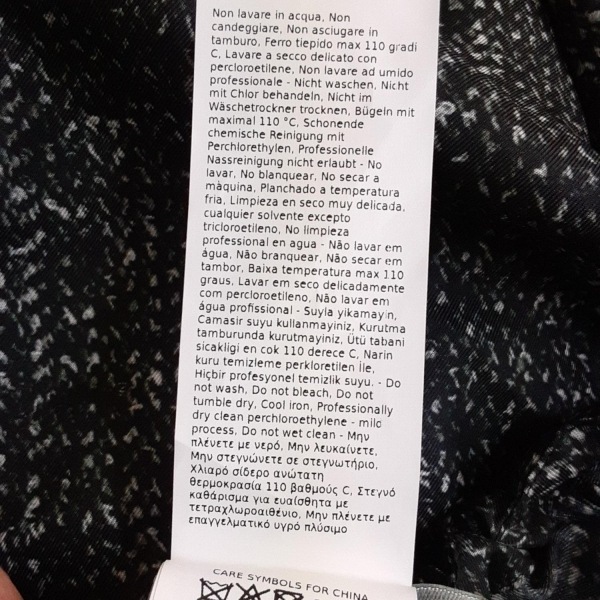 Non lavare in acqua, Non
candeggiare, Non asciugare in
tamburo, Ferro tiepido max 110 gradi
C, Lavare a secco delicato con
percloroetilene, Non lavare ad umido
professionale - Nicht waschen, Nicht
mit Chlor behandeln, Nicht im
Wäschetrockner trocknen, Bügeln mit
maximal 110 °C, Schonende
chemische Reinigung mit
Perchlorethylen, Professionelle
Nassreinigung nicht erlaubt - No
lavar, No blanquear, No secar a
màquina, Planchado a temperatura
fria, Limpieza en seco muy delicada,
cualquier solvente excepto
tricloroetileno, No limpieza
professional en agua - Não lavar em
água, Não branquear, Não secar em
tambor, Baixa temperatura max 110
graus, Lavar em seco delicadamente
com percloroetileno, Não lavar em
água profissional - Suyla yikamayin,
Camasir suyu kullanmayiniz, Kurutma
tamburunda kurutmayiniz, Ütü tabani
sicakligi en cok 110 derece C, Narin
kuru temizleme perkloretilen İle,
Hiçbir profesyonel temizlik suyu. - Do
not wash, Do not bleach, Do not
tumble dry, Cool iron, Professionally
dry clean perchloroethylene - mild
process, Do not wet clean - Μην
πλένετε με νερό, Μην λευκαίνετε,
Μην στεγνώνετε σε στεγνωτήριο,
Χλιαρό σίδερο ανώτατη
θερμοκρασία 110 βαθμούς C, Στεγνό
καθάρισμα για ευαίσθητα με
τετραχλωροαιθένιο, Μην πλένετε με
επαγγελματικό υγρό πλύσιμο
CARE SYMBOLS FOR CHINA